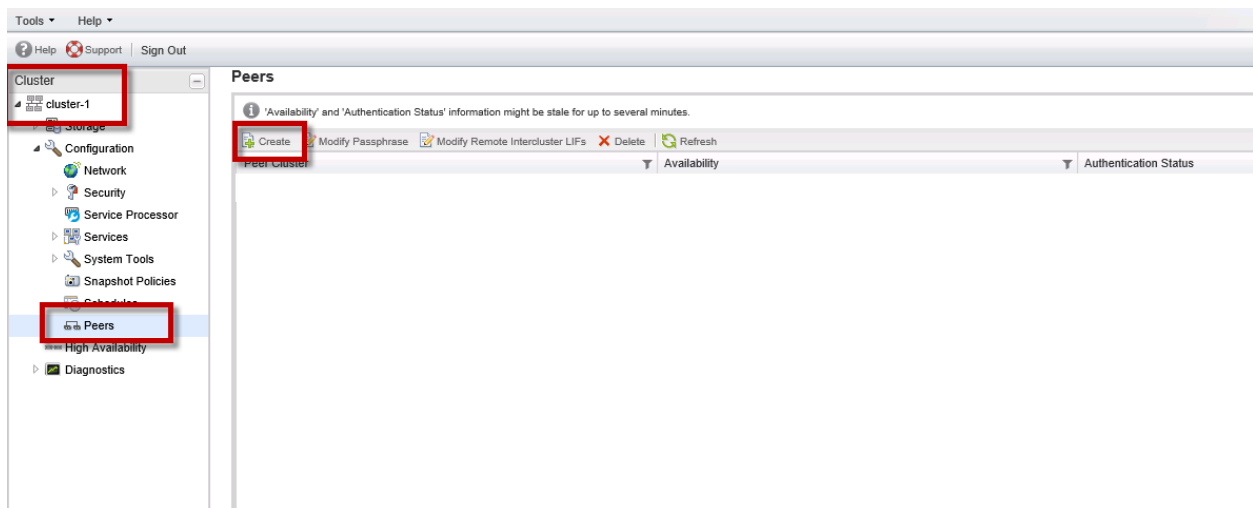 Tools Help
Help Support Sign Out
Cluster
cluster-1
Storage
Configuration
Network
Security
Service Processor
Services
System Tools
Snapshot Policies
Schedules
Peers
High Availability
Diagnostics
Peers
'Availability' and 'Authentication Status' information might be stale for up to several minutes.
Create Modify Passphrase Modify Remote Intercluster LIFs Delete Refresh
Peer Cluster Availability Authentication Status